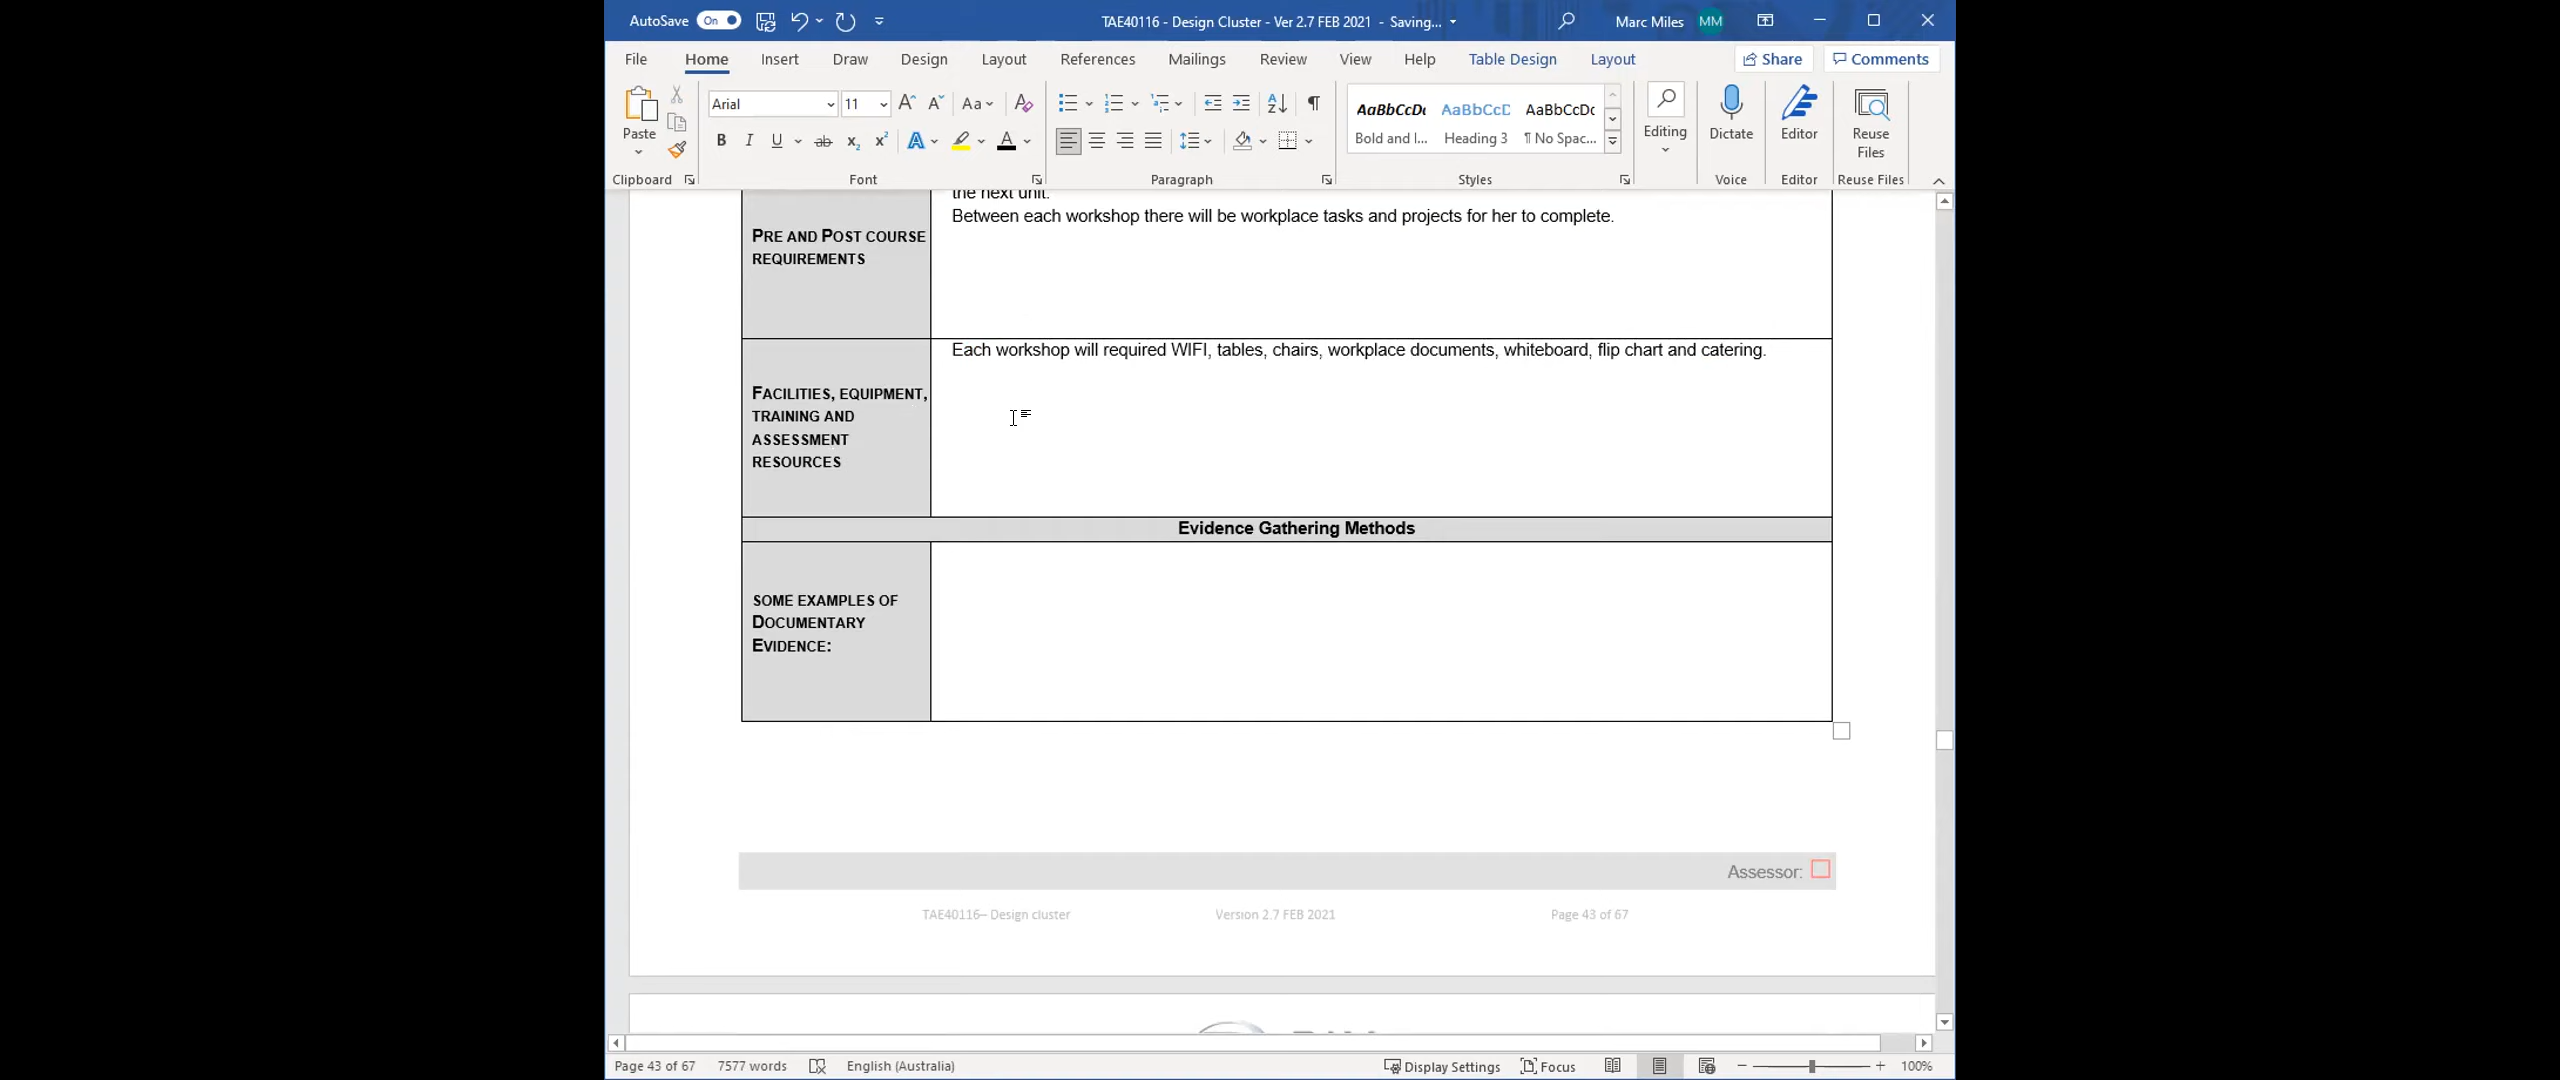 AutoSave On TAE40116 - Design Cluster - Ver 2.7 FEB 2021 - Saving... Marc Miles MM
File Home Insert Draw Design Layout References Mailings Review View Help Table Design Layout Share Comments
Paste
Clipboard
Arial 11 Aa
B I U ab x₂ x² A A
Font
Paragraph
AaBbCcDc AaBbCcD AaBbCcDc
Bold and I... Heading 3 ¶ No Spac...
Styles
Editing
Dictate
Voice
Editor
Editor
Reuse
Files
Reuse Files
the next unit.
Between each workshop there will be workplace tasks and projects for her to complete.
PRE AND POST COURSE
REQUIREMENTS
Each workshop will required WIFI, tables, chairs, workplace documents, whiteboard, flip chart and catering.
FACILITIES, EQUIPMENT,
TRAINING AND
ASSESSMENT
RESOURCES
Evidence Gathering Methods
SOME EXAMPLES OF
DOCUMENTARY
EVIDENCE:
Assessor:
TAE40116– Design cluster Version 2.7 FEB 2021 Page 43 of 67
Page 43 of 67 7577 words English (Australia) Display Settings Focus 100%